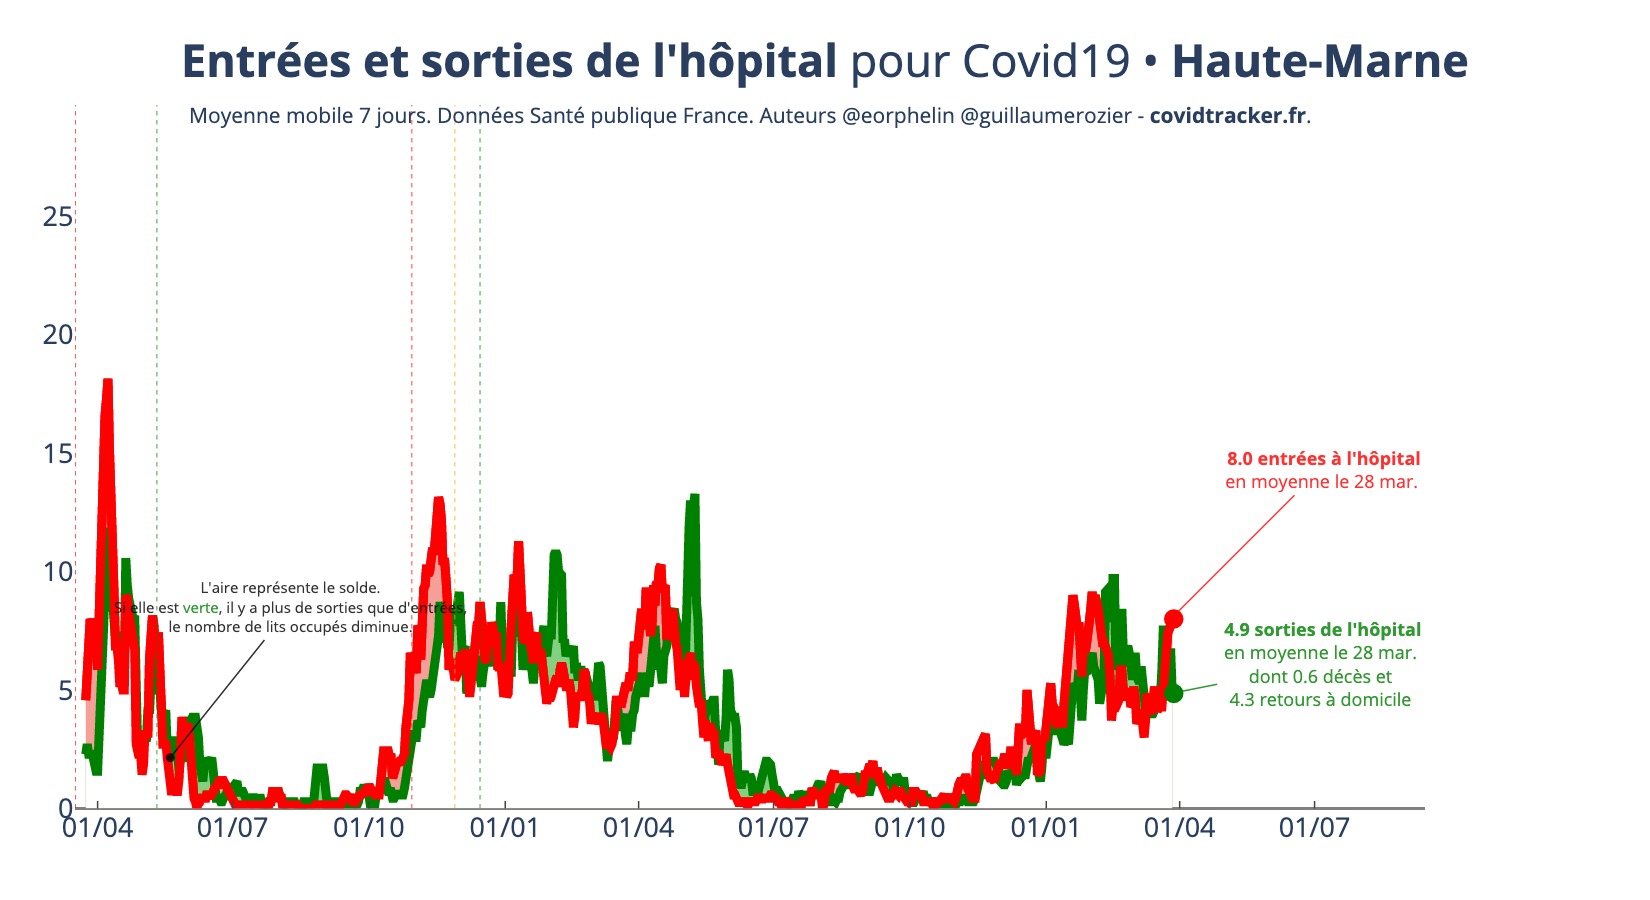 Entrées et sorties de l'hôpital pour Covid19 • Haute-Marne
Moyenne mobile 7 jours. Données Santé publique France. Auteurs @eorphelin @guillaumerozier - covidtracker.fr.
25
20
15
10
5
0
L'aire représente le solde.
Si elle est verte, il y a plus de sorties que d'entrées,
le nombre de lits occupés diminue.
8.0 entrées à l'hôpital
en moyenne le 28 mar.
4.9 sorties de l'hôpital
en moyenne le 28 mar.
dont 0.6 décès et
4.3 retours à domicile
01/04 01/07 01/10 01/01 01/04 01/07 01/10 01/01 01/04 01/07